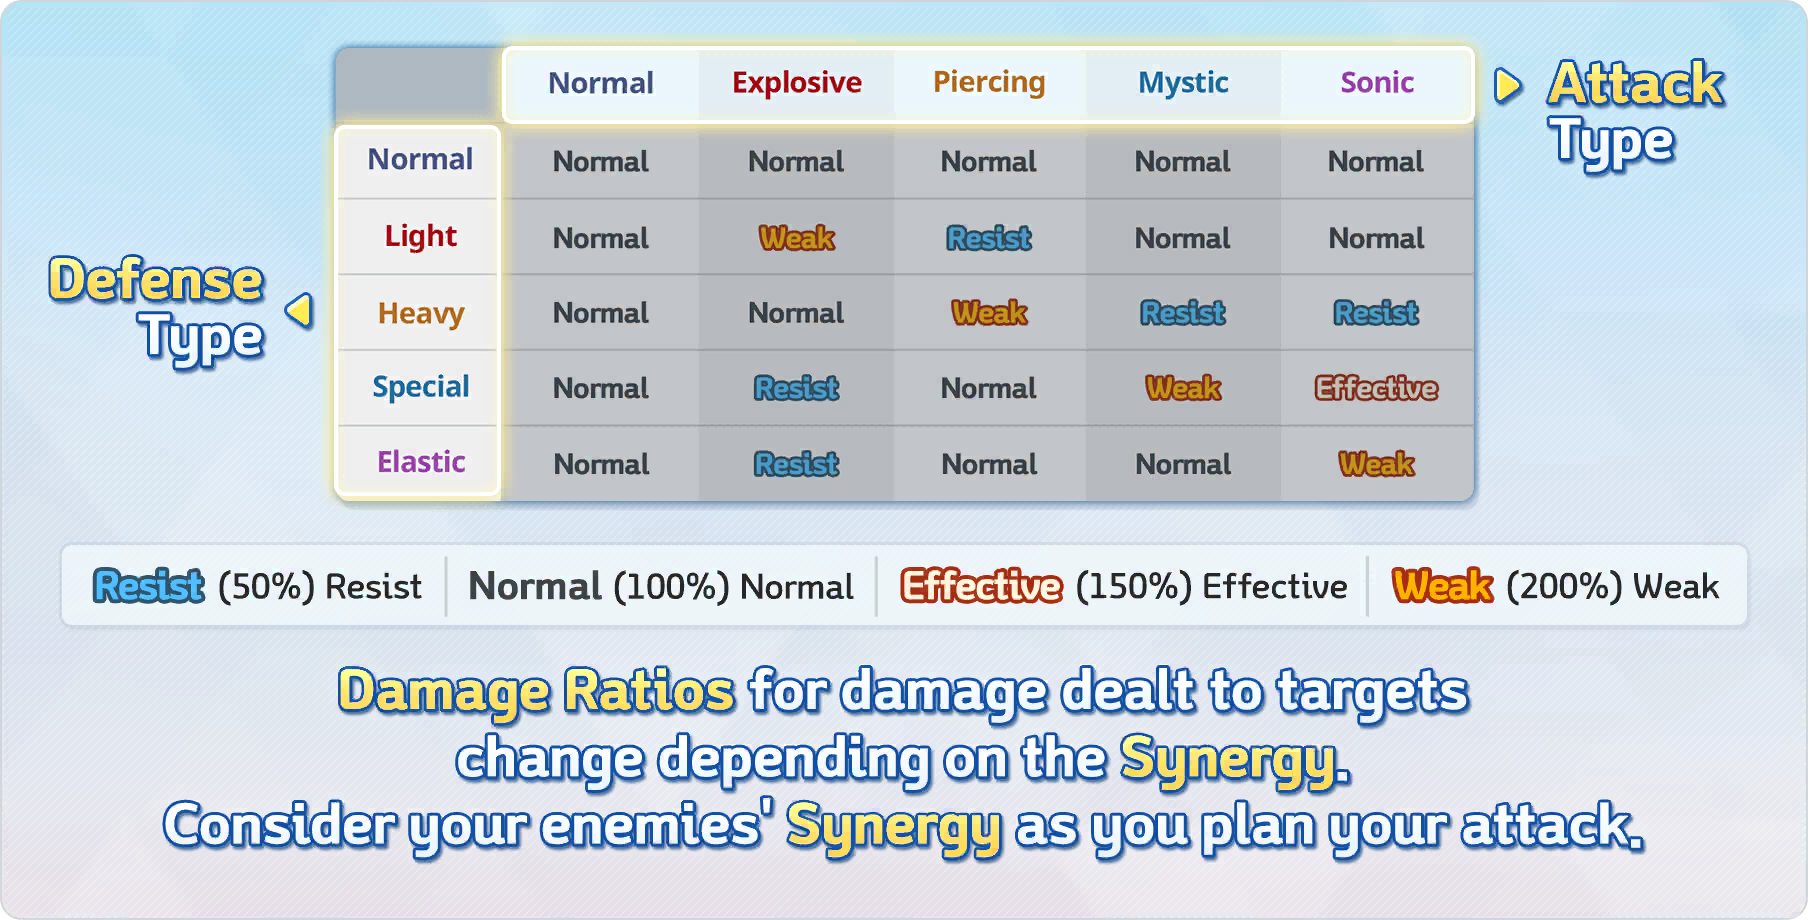 Normal Explosive Piercing Mystic Sonic
Attack
Type
Normal Normal Normal Normal Normal Normal
Light Normal Weak Resist Normal Normal
Defense
Type
Heavy Normal Normal Weak Resist Resist
Special Normal Resist Normal Weak Effective
Elastic Normal Resist Normal Normal Weak
Resist (50%) Resist Normal (100%) Normal Effective (150%) Effective Weak (200%) Weak
Damage Ratios for damage dealt to targets
change depending on the Synergy.
Consider your enemies' Synergy as you plan your attack.